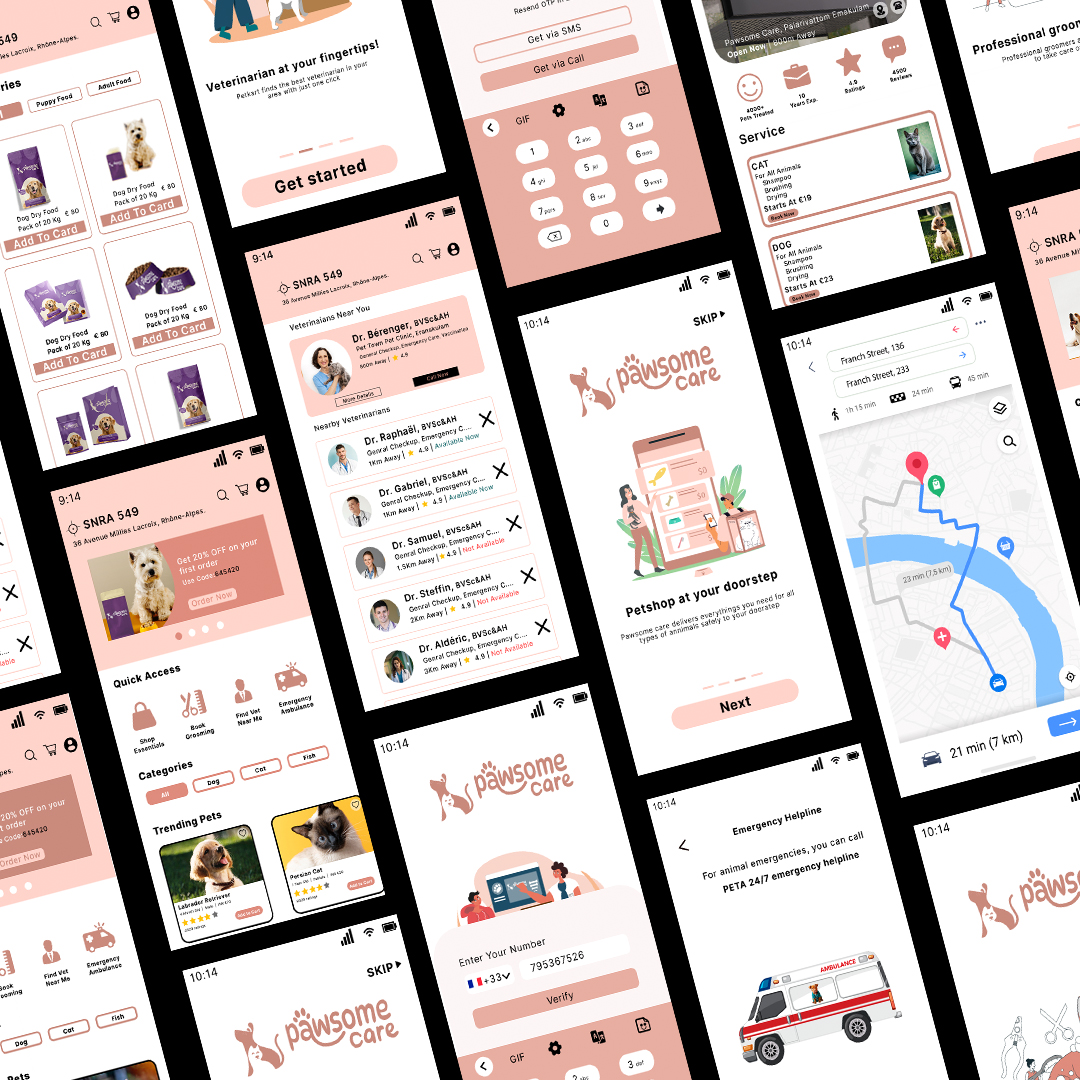 549
Lacroix, Rhône-Alpes.
ries
Puppy Food
Adult Food
Dog Dry Food
Pack of 20 Kg € 80
Add To Card
Dog Dry Food
Pack of 20 Kg € 80
Add To Card
Dog Dry Food
Pack of 20 Kg € 80
Add To Card
Dog Dry Food
Pack of 20 Kg € 80
Add To Card
Veterinarian at your fingertips!
Petkart finds the best veterinarian in your
area with just one click
Get started
Resend OTP in
Get via SMS
Get via Call
GIF
1
2 abc
3 def
4 ghi
5 jkl
6 mno
7 pqrs
8 tuv
9 wxyz
0
Pawsome Care, Palarivattom Ernakulam
Open Now | 600m Away
4000+
Pets Treated
10
Years Exp.
4.9
Ratings
4900
Reviews
Service
CAT
For All Animals
Shampoo
Brushing
Drying
Starts At €19
Book Now
DOG
For All Animals
Shampoo
Brushing
Drying
Starts At €23
Book Now
Professional groom
Professional groomers a
to take care o
9:14
SNRA
36 Avenue Millies
9:14
SNRA 549
36 Avenue Millies Lacroix, Rhône-Alpes.
Veterinaians Near You
Dr. Bérenger, BVSc&AH
Pet Town Pet Clinic, Eranakulam
General Checkup, Emergency Care, Vaccination
800m Away | 4.9
More Details
Call Now
Nearby Veterinarians
Dr. Raphaël, BVSc&AH
Genral Checkup, Emergency C....
1Km Away | 4.9 | Available Now
Dr. Gabriel, BVSc&AH
Genral Checkup, Emergency C....
1Km Away | 4.9 | Available Now
Dr. Samuel, BVSc&AH
Genral Checkup, Emergency C....
1.5Km Away | 4.9 | Not Available
Dr. Steffin, BVSc&AH
Genral Checkup, Emergency C....
2Km Away | 4.9 | Not Available
Dr. Aldéric, BVSc&AH
Genral Checkup, Emergency C....
3Km Away | 4.9 | Not Available
10:14
SKIP
pawsome
care
$0
$0
Petshop at your doorstep
Pawsome care delivers everything you need for all
types of annimals safely to your doorstep
Next
10:14
Franch Street, 136
Franch Street, 233
1h 15 min
24 min
45 min
23 min (7,5 km)
21 min (7 km)
9:14
SNRA 549
36 Avenue Millies Lacroix, Rhône-Alpes.
Get 20% OFF on your
first order
Use Code:645420
Order Now
Quick Access
Shop
Essentials
Book
Grooming
Find Vet
Near Me
Emergency
Ambulance
Categories
All
Dog
Cat
Fish
Trending Pets
Labrador Retriever
Add to Cart
Persian Cat
Add to Cart
20% OFF on your
order
Code:645420
Order Now
Grooming
Find Vet
Near Me
Emergency
Ambulance
Dog
Cat
Fish
Pets
10:14
SKIP
pawsome
care
10:14
pawsome
care
Enter Your Number
+33
795367526
Verify
GIF
2 abc
3 def
10:14
Emergency Helpline
For animal emergencies, you can call
PETA 24/7 emergency helpline
AMBULANCE
10:14